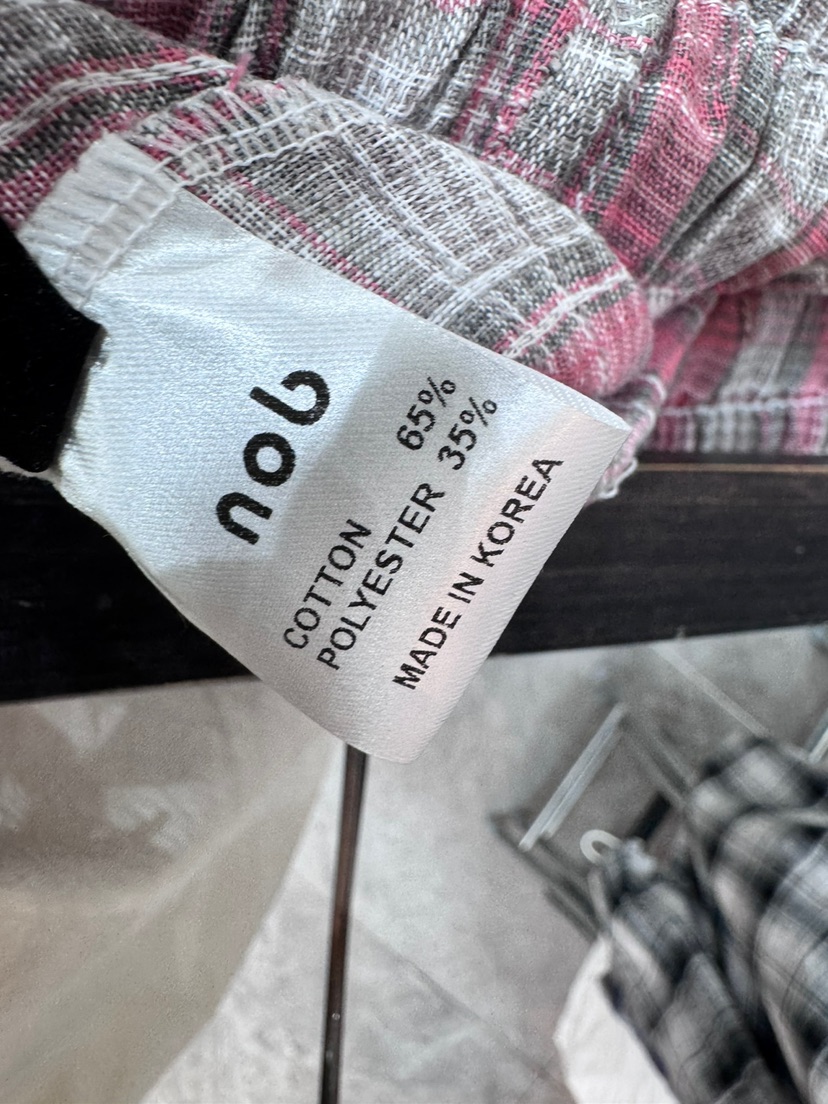 nob
COTTON 65%
POLYESTER 35%
MADE IN KOREA